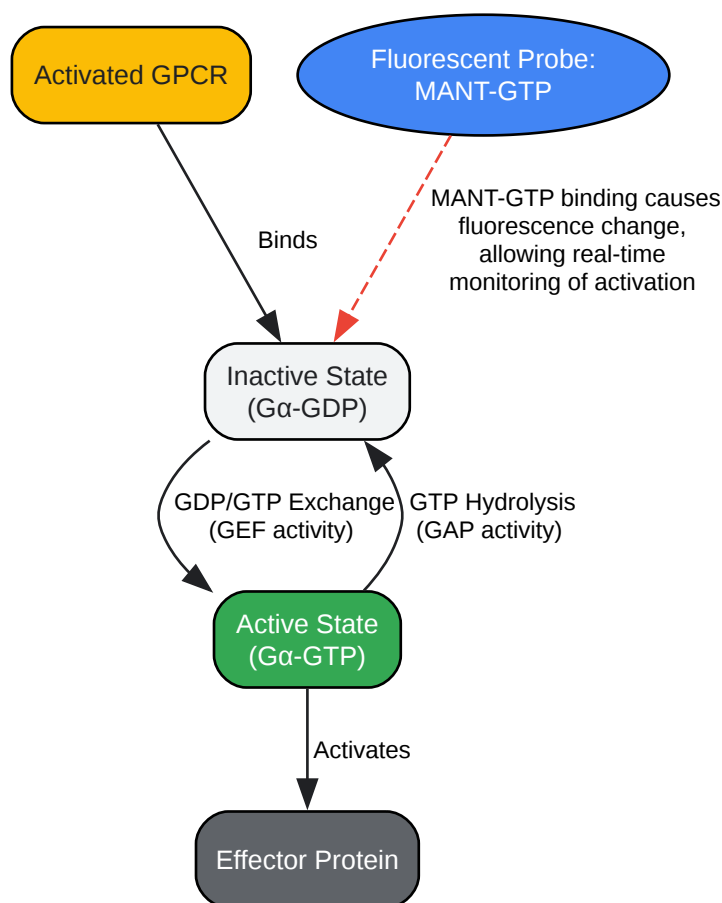 Activated GPCR
Fluorescent Probe:
MANT-GTP
Binds
MANT-GTP binding causes
fluorescence change,
allowing real-time
monitoring of activation
Inactive State
(Gα-GDP)
GDP/GTP Exchange
(GEF activity)
GTP Hydrolysis
(GAP activity)
Active State
(Gα-GTP)
Activates
Effector Protein